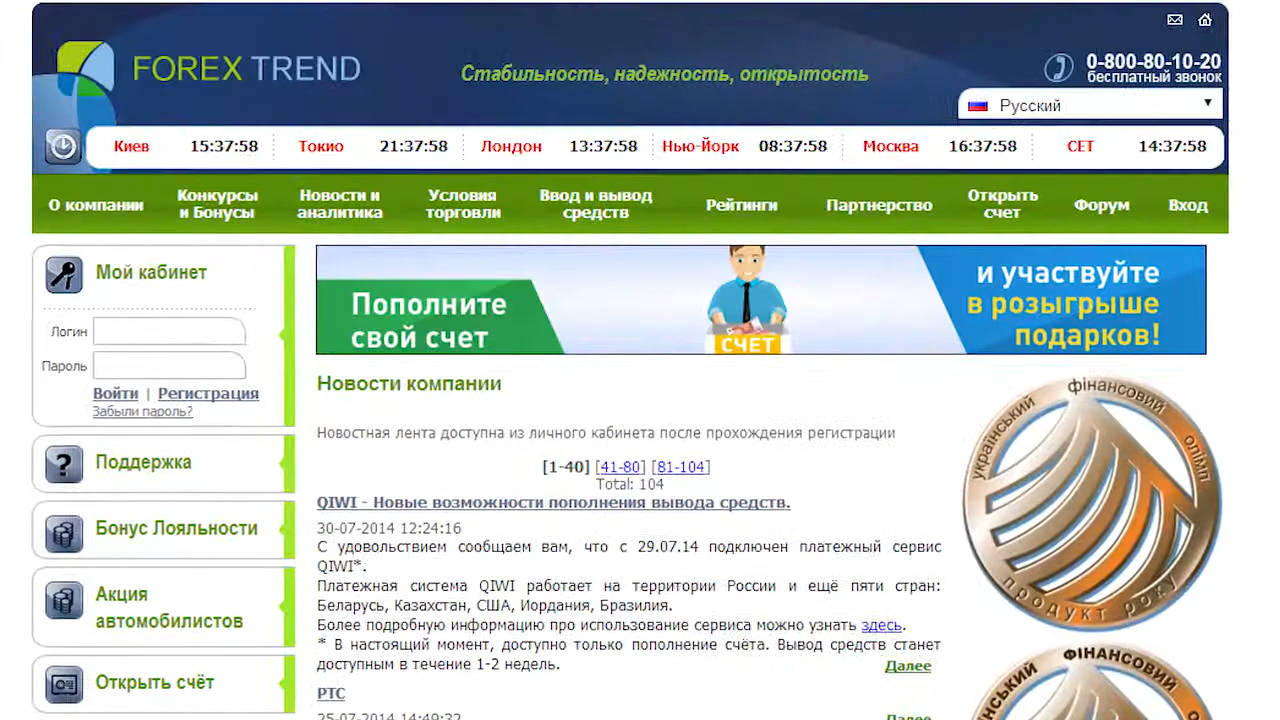 FOREX TREND
Стабильность, надежность, открытость
0-800-80-10-20
бесплатный звонок
Русский
Киев 15:37:58 Токио 21:37:58 Лондон 13:37:58 Нью-Йорк 08:37:58 Москва 16:37:58 CET 14:37:58
О компании
Конкурсы
и Бонусы
Новости и
аналитика
Условия
торговли
Ввод и вывод
средств
Рейтинги
Партнерство
Открыть
счет
Форум
Вход
Мой кабинет
Логин
Пароль
Войти | Регистрация
Забыли пароль?
Поддержка
Бонус Лояльности
Акция
автомобилистов
Открыть счёт
Пополните
свой счет
СЧЕТ
и участвуйте
в розыгрыше
подарков!
Новости компании
Новостная лента доступна из личного кабинета после прохождения регистрации
[1-40] [41-80] [81-104]
Total: 104
QIWI - Новые возможности пополнения вывода средств.
30-07-2014 12:24:16
С удовольствием сообщаем вам, что с 29.07.14 подключен платежный сервис
QIWI*.
Платежная система QIWI работает на территории России и ещё пяти стран:
Беларусь, Казахстан, США, Иордания, Бразилия.
Более подробную информацию про использование сервиса можно узнать здесь.
* В настоящий момент, доступно только пополнение счёта. Вывод средств станет
доступным в течение 1-2 недель.
Далее
РТС
25-07-2014 14:49:32
Далее
український фінансовий олімп
продукт року
ФІНАНСОВИЙ